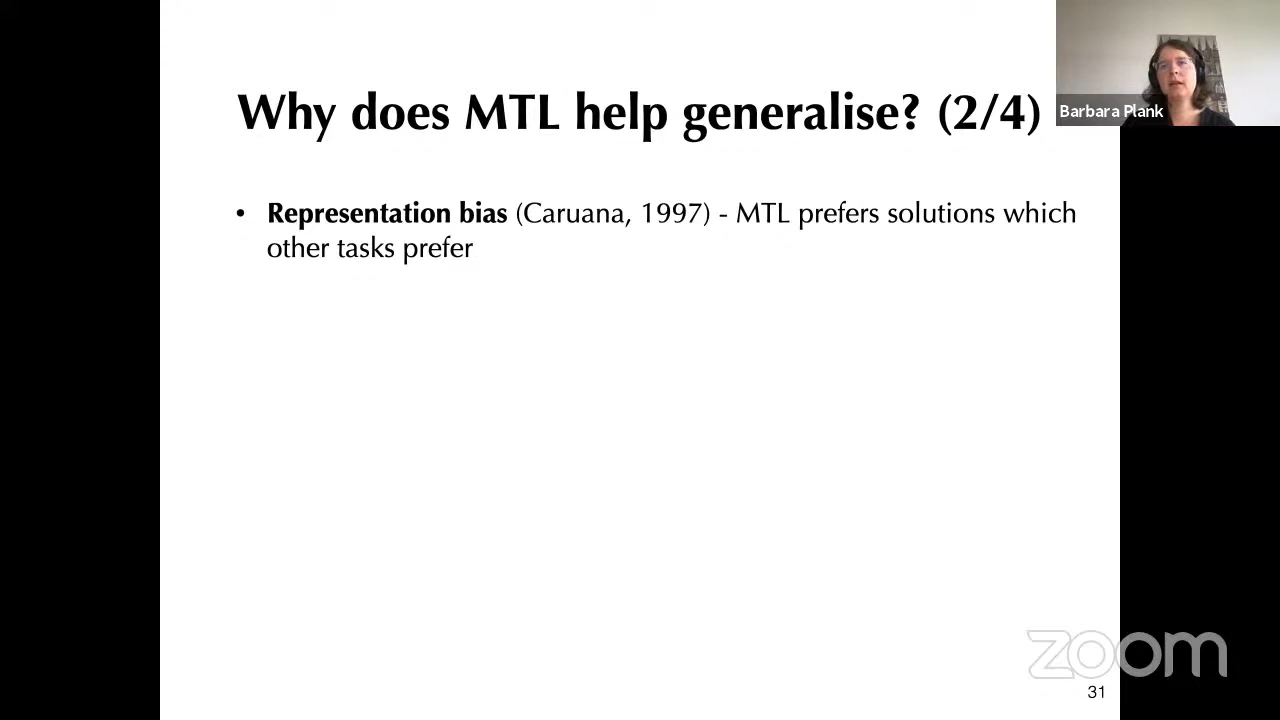 Why does MTL help generalise? (2/4)
Barbara Plank
• Representation bias (Caruana, 1997) - MTL prefers solutions which
other tasks prefer
zoom
31